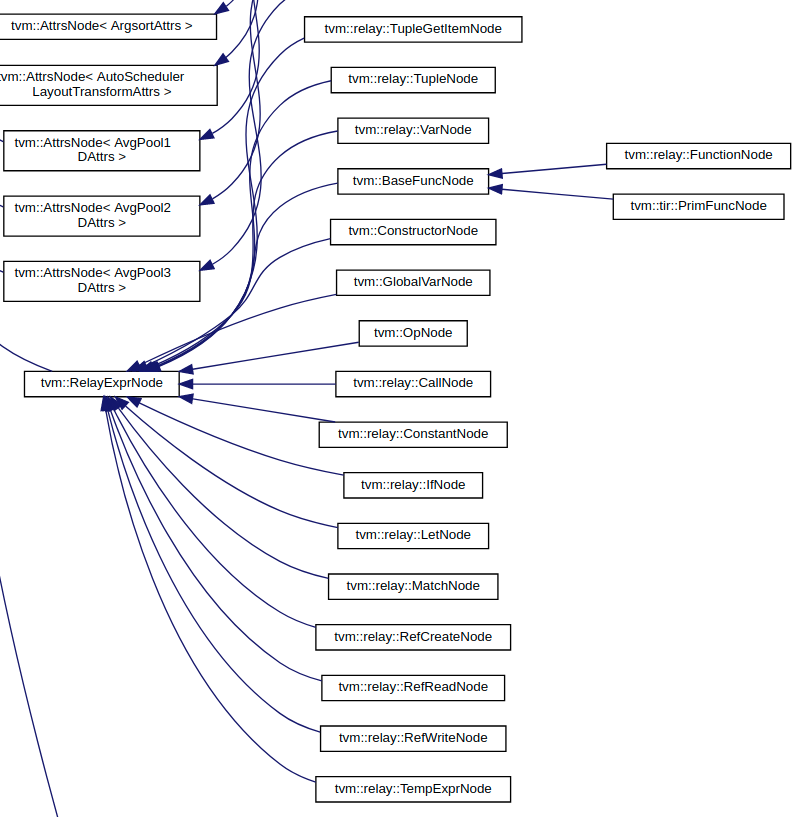 tvm::AttrsNode< ArgsortAttrs >
vm::AttrsNode< AutoScheduler
LayoutTransformAttrs >
tvm::AttrsNode< AvgPool1
DAttrs >
tvm::AttrsNode< AvgPool2
DAttrs >
tvm::AttrsNode< AvgPool3
DAttrs >
tvm::RelayExprNode
tvm::relay::TupleGetItemNode
tvm::relay::TupleNode
tvm::relay::VarNode
tvm::BaseFuncNode
tvm::relay::ConstructorNode
tvm::GlobalVarNode
tvm::OpNode
tvm::relay::CallNode
tvm::relay::ConstantNode
tvm::relay::IfNode
tvm::relay::LetNode
tvm::relay::MatchNode
tvm::relay::RefCreateNode
tvm::relay::RefReadNode
tvm::relay::RefWriteNode
tvm::relay::TempExprNode
tvm::relay::FunctionNode
tvm::tir::PrimFuncNode